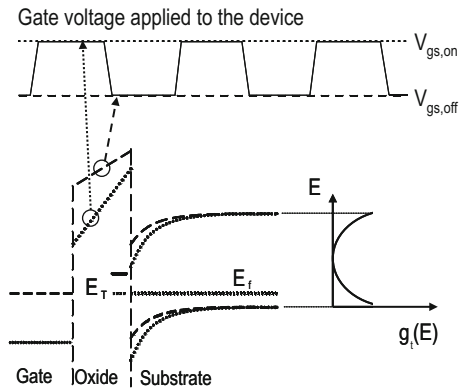 Gate voltage applied to the device
V_gs,on
V_gs,off
E
E_T
E_f
g_t(E)
Gate Oxide Substrate